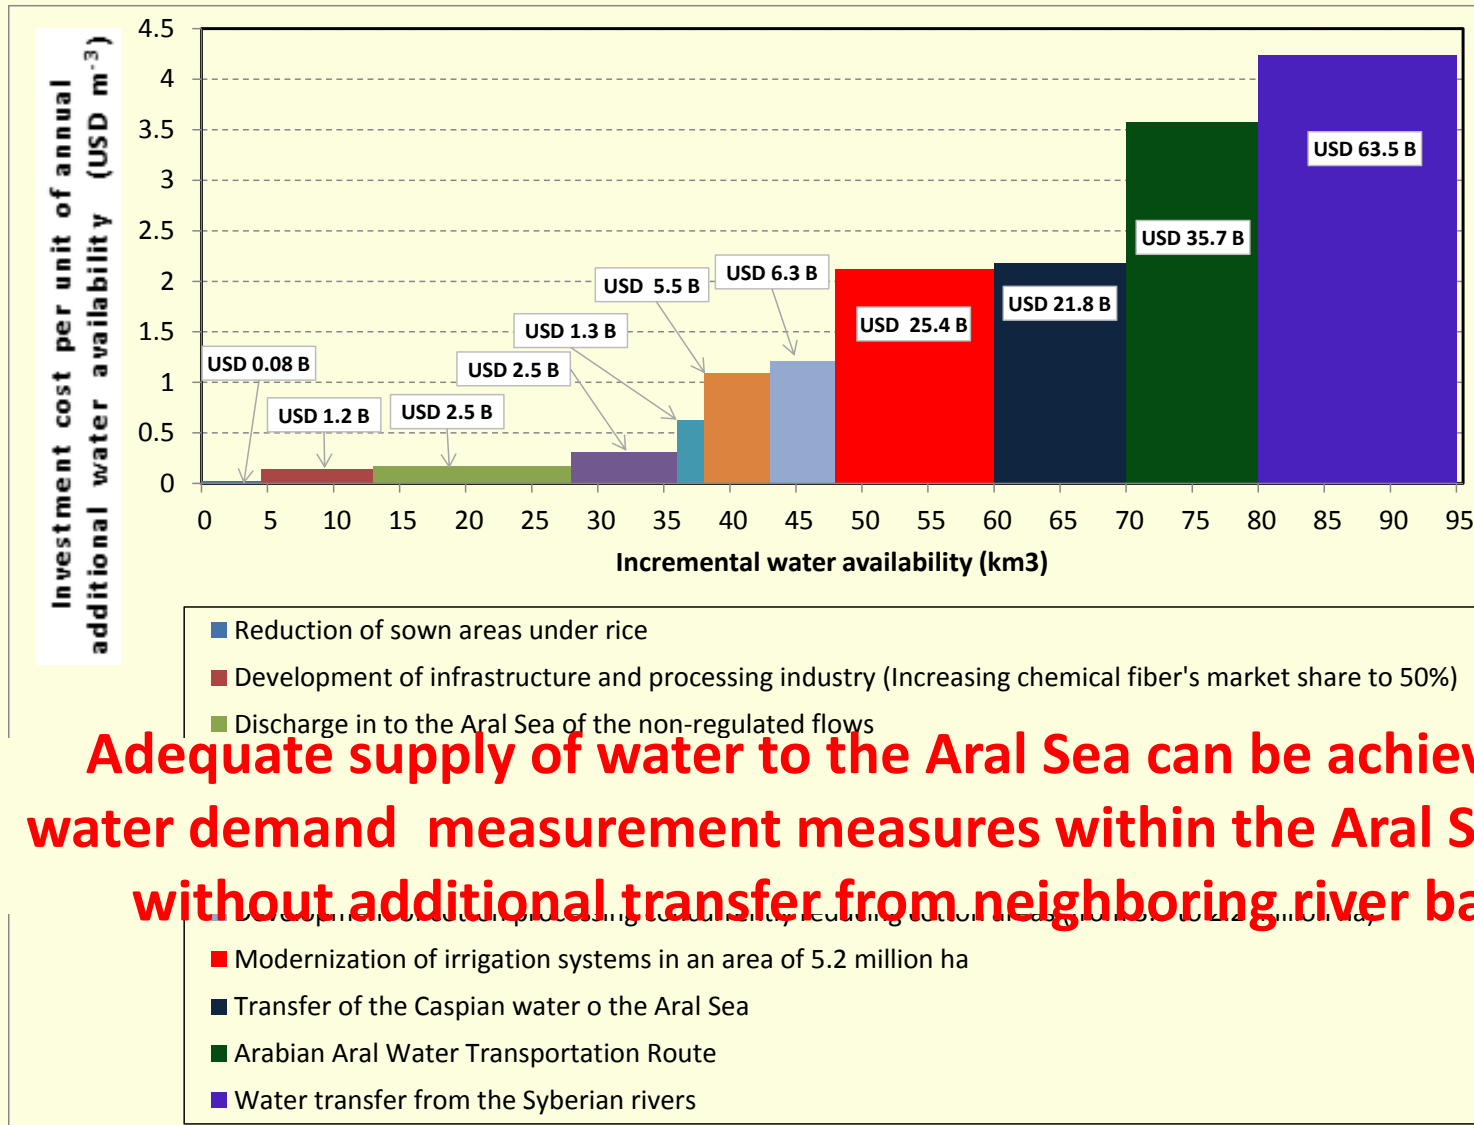 Investment cost per unit of annual
additional water availability (USD m-3)
4.5
4
3.5
3
2.5
2
1.5
1
0.5
0
USD 0.08 B
USD 1.2 B
USD 2.5 B
USD 2.5 B
USD 1.3 B
USD 5.5 B
USD 6.3 B
USD 25.4 B
USD 21.8 B
USD 35.7 B
USD 63.5 B
0 5 10 15 20 25 30 35 40 45 50 55 60 65 70 75 80 85 90 95
Incremental water availability (km3)
Reduction of sown areas under rice
Development of infrastructure and processing industry (Increasing chemical fiber's market share to 50%)
Discharge in to the Aral Sea of the non-regulated flows
Adequate supply of water to the Aral Sea can be achiev
water demand measurement measures within the Aral S
without additional transfer from neighboring river ba
Modernization of irrigation systems in an area of 5.2 million ha
Transfer of the Caspian water o the Aral Sea
Arabian Aral Water Transportation Route
Water transfer from the Syberian rivers